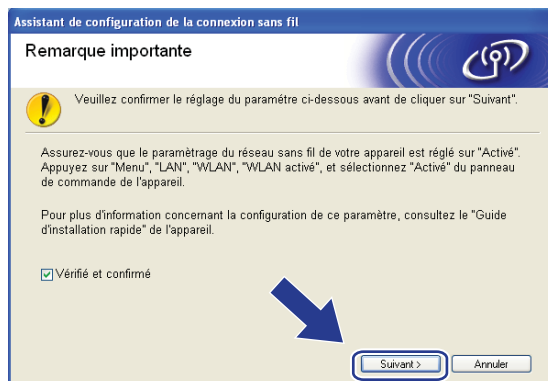 Assistant de configuration de la connexion sans fil
Remarque importante
Veuillez confirmer le réglage du paramétre ci-dessous avant de cliquer sur "Suivant".
Assurez-vous que le paramètrage du réseau sans fil de votre appareil est réglé sur "Activé".
Appuyez sur "Menu", "LAN", "WLAN", "WLAN activé", et sélectionnez "Activé" du panneau
de commande de l'appareil.
Pour plus d'information concernant la configuration de ce paramètre, consultez le "Guide
d'installation rapide" de l'appareil.
Vérifié et confirmé
Suivant >
Annuler